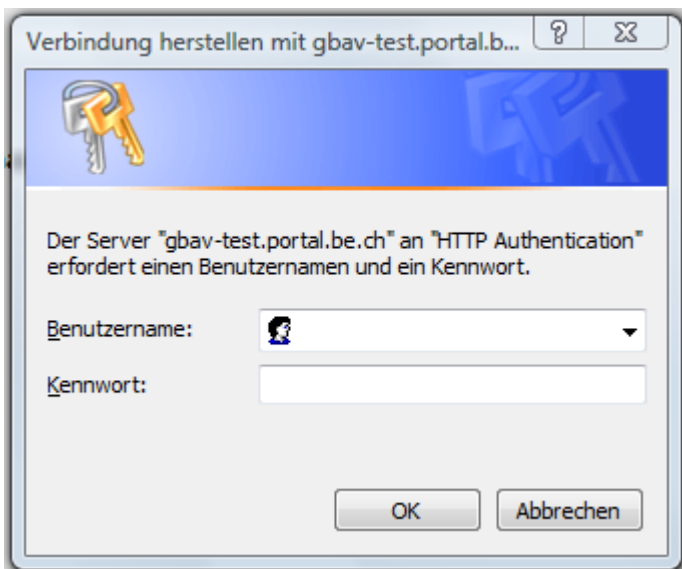 Verbindung herstellen mit gbav-test.portal.b...
Der Server "gbav-test.portal.be.ch" an "HTTP Authentication"
erfordert einen Benutzernamen und ein Kennwort.
Benutzername:
Kennwort:
OK Abbrechen